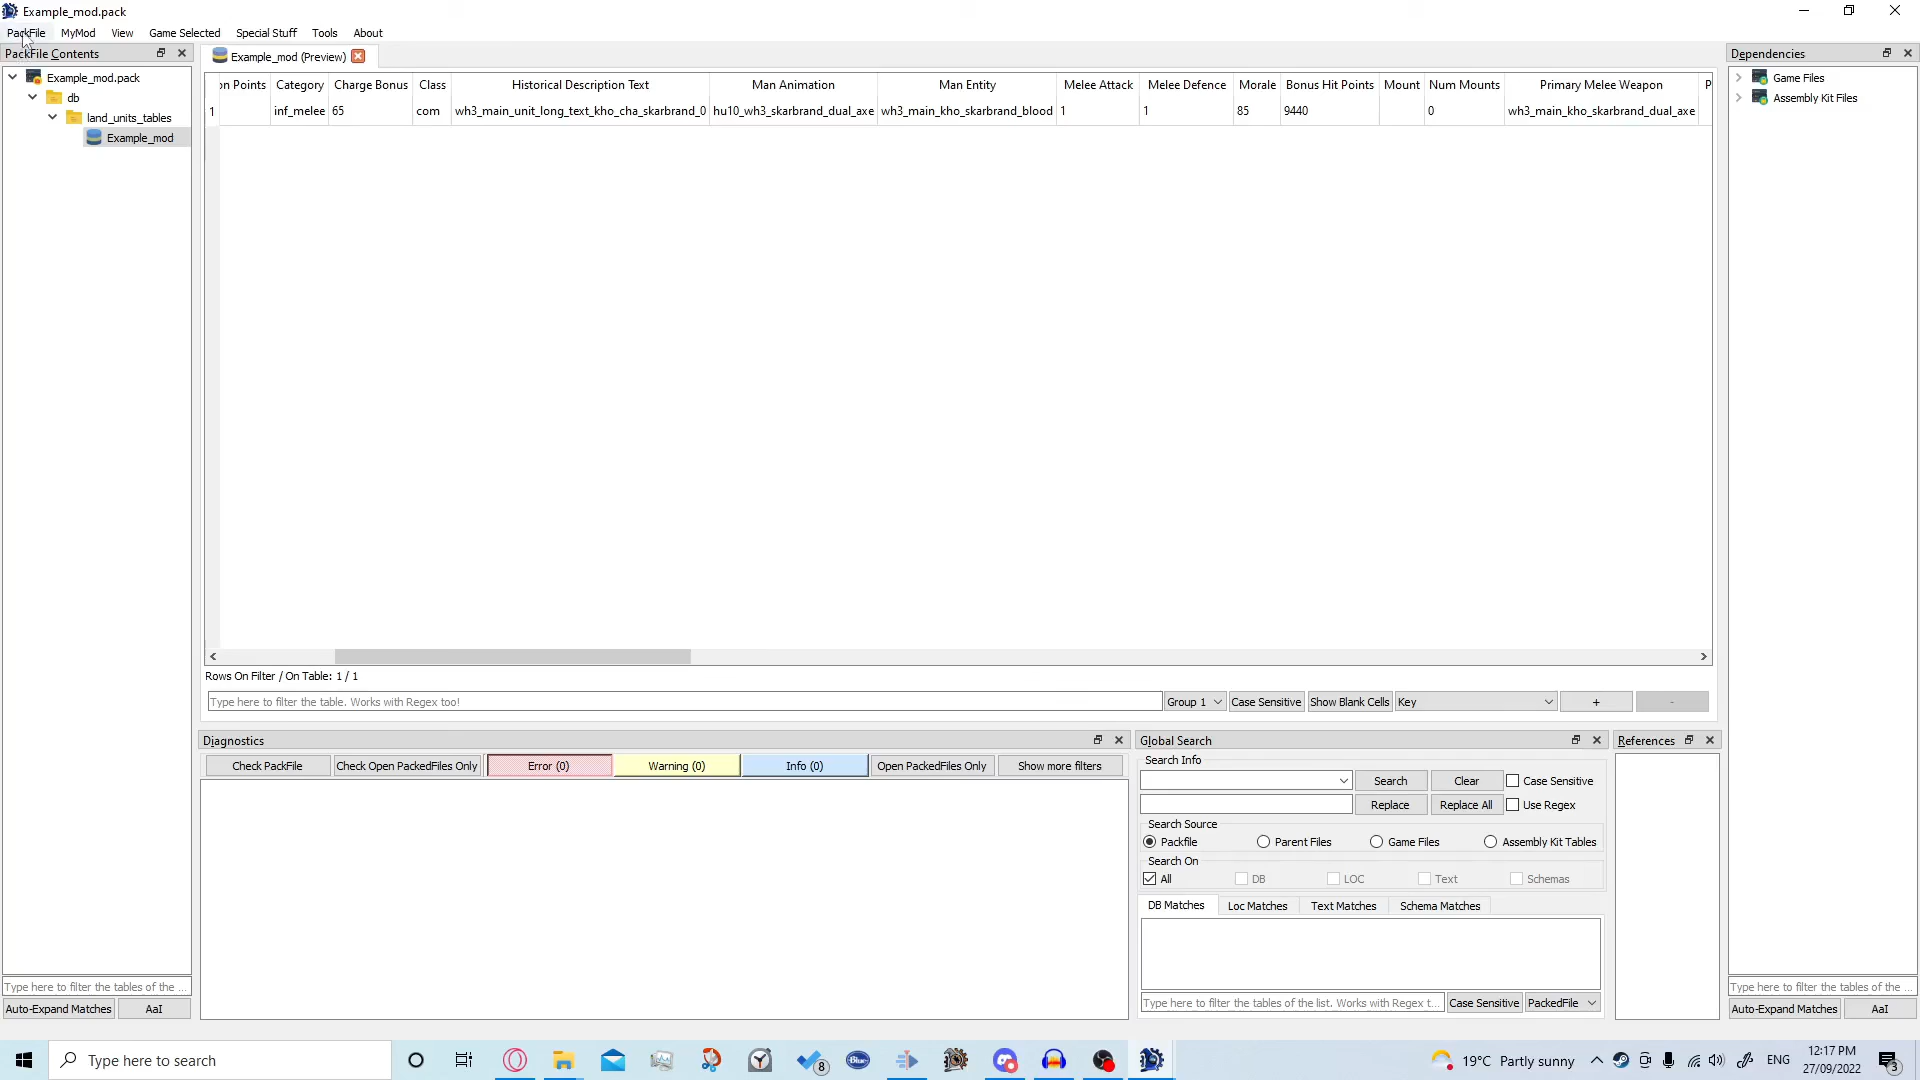 Example_mod.pack
PackFile MyMod View Game Selected Special Stuff Tools About
PackFile Contents
Example_mod.pack
db
land_units_tables
Example_mod
Example_mod (Preview)
on Points Category Charge Bonus Class Historical Description Text Man Animation Man Entity Melee Attack Melee Defence Morale Bonus Hit Points Mount Num Mounts Primary Melee Weapon P
1 inf_melee 65 com wh3_main_unit_long_text_kho_cha_skarbrand_0 hu10_wh3_skarbrand_dual_axe wh3_main_kho_skarbrand_blood 1 1 85 9440 0 wh3_main_kho_skarbrand_dual_axe
Rows On Filter / On Table: 1 / 1
Type here to filter the table. Works with Regex too! Group 1 Case Sensitive Show Blank Cells Key + -
Dependencies
Game Files
Assembly Kit Files
Diagnostics
Check PackFile Check Open PackedFiles Only Error (0) Warning (0) Info (0) Open PackedFiles Only Show more filters
Global Search
Search Info
Search Clear Case Sensitive
Replace Replace All Use Regex
Search Source
Packfile Parent Files Game Files Assembly Kit Tables
Search On
All DB LOC Text Schemas
DB Matches Loc Matches Text Matches Schema Matches
Type here to filter the tables of the list. Works with Regex t... Case Sensitive PackedFile
References
Type here to filter the tables of the ...
Auto-Expand Matches AaI
Type here to filter the tables of the ...
Auto-Expand Matches AaI
Type here to search
8
Blue
19°C Partly sunny
ENG
12:17 PM
27/09/2022
3